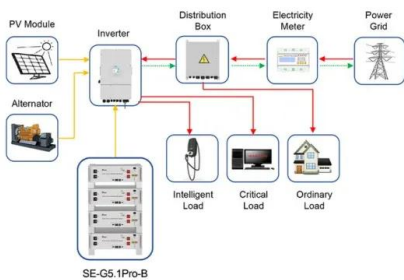 PV Module
Inverter
Distribution
Box
Electricity
Meter
Power
Grid
Alternator
Intelligent
Load
Critical
Load
Ordinary
Load
SE-G5.1Pro-B